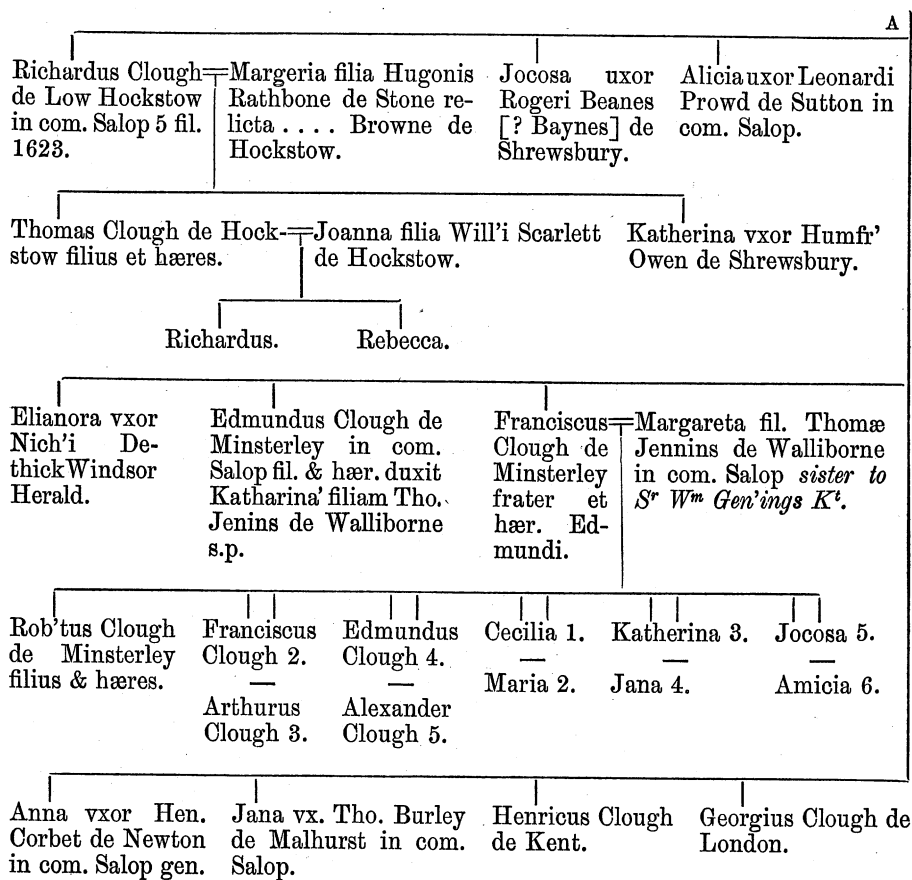 A
Richardus Clough
de Low Hockstow
in com. Salop 5 fil.
1623.
Margeria filia Hugonis
Rathbone de Stone re-
licta .... Browne de
Hockstow.
Jocosa uxor
Rogeri Beanes
[? Baynes] de
Shrewsbury.
Alicia uxor Leonardi
Prowd de Sutton in
com. Salop.
Thomas Clough de Hock-
stow filius et hæres.
Joanna filia Will'i Scarlett
de Hockstow.
Katherina vxor Humfr'
Owen de Shrewsbury.
Richardus.
Rebecca.
Elianora vxor
Nich'i De-
thick Windsor
Herald.
Edmundus Clough de
Minsterley in com.
Salop fil. & hær. duxit
Katharina' filiam Tho.
Jenins de Walliborne
s.p.
Franciscus
Clough de
Minsterley
frater et
hær. Ed-
mundi.
Margareta fil. Thomæ
Jennins de Walliborne
in com. Salop sister to
Sr Wm Gen'ings Kt.
Rob'tus Clough
de Minsterley
filius & hæres.
Franciscus
Clough 2.
—
Arthurus
Clough 3.
Edmundus
Clough 4.
—
Alexander
Clough 5.
Cecilia 1.
—
Maria 2.
Katherina 3.
—
Jana 4.
Jocosa 5.
—
Amicia 6.
Anna vxor Hen.
Corbet de Newton
in com. Salop gen.
Jana vx. Tho. Burley
de Malhurst in com.
Salop.
Henricus Clough
de Kent.
Georgius Clough de
London.